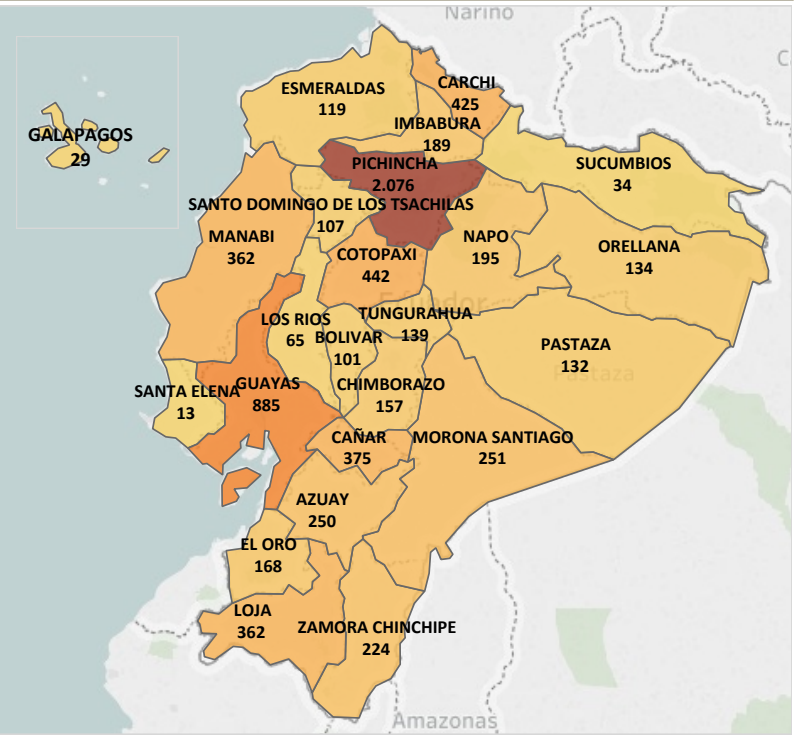 Nariño
CARCHI
425
ESMERALDAS
119
IMBABURA
189
GALAPAGOS
29
PICHINCHA
2.076
SUCUMBIOS
34
SANTO DOMINGO DE LOS TSACHILAS
107
MANABI
362
NAPO
195
ORELLANA
134
COTOPAXI
442
Ecuador
TUNGURAHUA
139
LOS RIOS
65
BOLIVAR
101
PASTAZA
132
Pastaza
SANTA ELENA
13
GUAYAS
885
CHIMBORAZO
157
CAÑAR
375
MORONA SANTIAGO
251
AZUAY
250
EL ORO
168
LOJA
362
ZAMORA CHINCHIPE
224
Amazonas